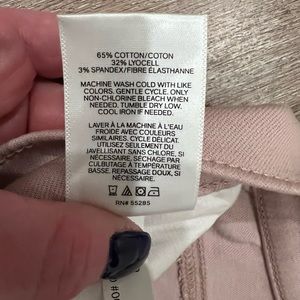 65% COTTON/COTON
32% LYOCELL
3% SPANDEX/FIBRE ÉLASTHANNE
MACHINE WASH COLD WITH LIKE
COLORS. GENTLE CYCLE. ONLY
NON-CHLORINE BLEACH WHEN
NEEDED. TUMBLE DRY LOW.
COOL IRON IF NEEDED.
LAVER À LA MACHINE À L'EAU
FROIDE AVEC COULEURS
SIMILAIRES. CYCLE DÉLICAT.
UTILISEZ SEULEMENT DU
JAVELLISANT SANS CHLORE, SI
NÉCESSAIRE. SÉCHAGE PAR
CULBUTAGE À TEMPÉRATURE
BASSE. REPASSAGE DOUX, SI
NÉCESSAIRE.
RN# 55285